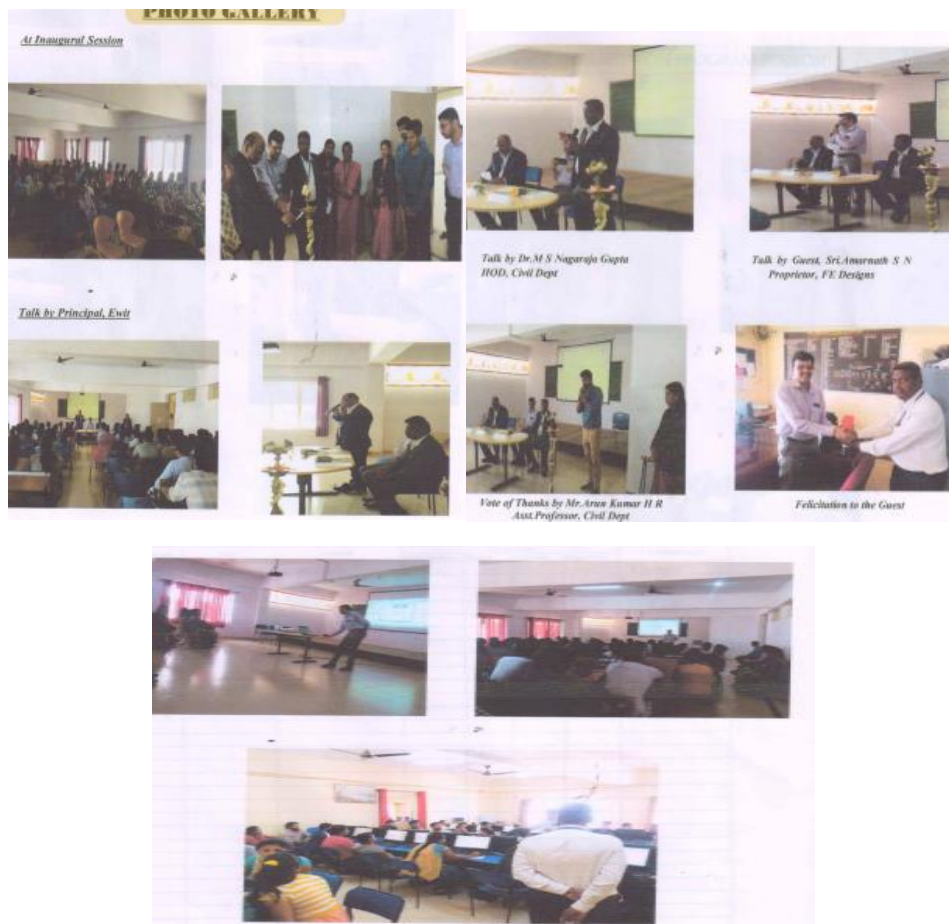 PHOTO GALLERY
At Inaugural Session
Talk by Principal, Ewit
Talk by Dr.M S Nagaraja Gupta
HOD, Civil Dept
Talk by Guest, Sri.Amarnath S N
Proprietor, FE Designs
Vote of Thanks by Mr.Arun Kumar H R
Asst.Professor, Civil Dept
Felicitation to the Guest